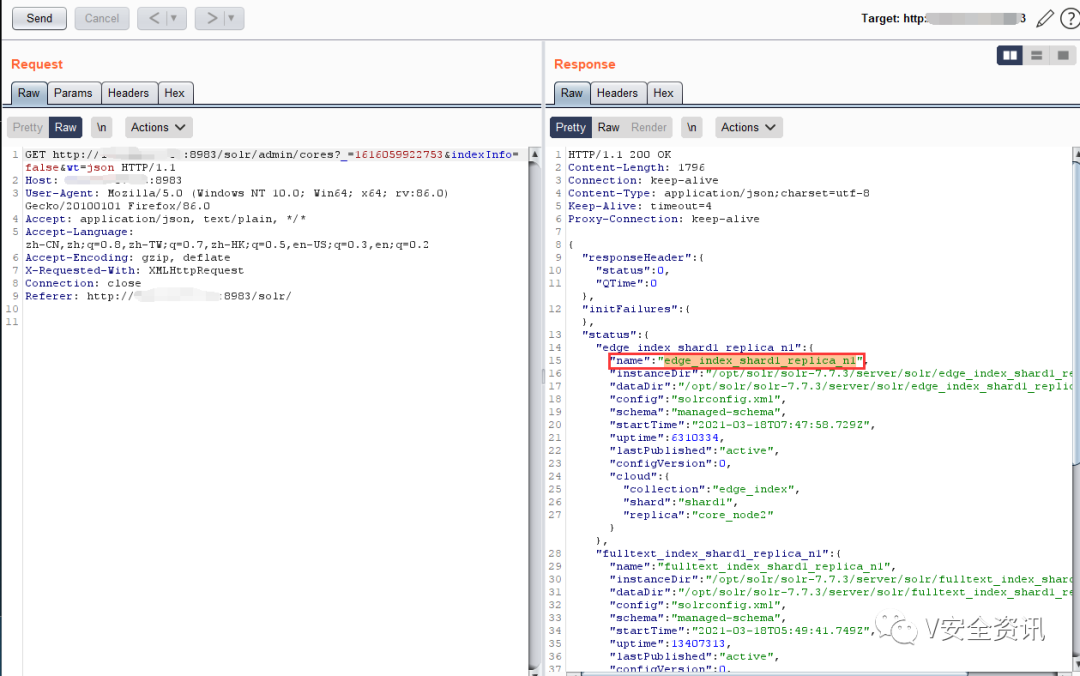 Send Cancel < ▼ > ▼ Target: http: 3 ?
Request
Raw Params Headers Hex
Pretty Raw \n Actions
1 GET http:// :8983/solr/admin/cores?_=1616059922753&indexInfo=
false&wt=json HTTP/1.1
2 Host: :8983
3 User-Agent: Mozilla/5.0 (Windows NT 10.0; Win64; x64; rv:86.0)
Gecko/20100101 Firefox/86.0
4 Accept: application/json, text/plain, */*
5 Accept-Language:
zh-CN,zh;q=0.8,zh-TW;q=0.7,zh-HK;q=0.5,en-US;q=0.3,en;q=0.2
6 Accept-Encoding: gzip, deflate
7 X-Requested-With: XMLHttpRequest
8 Connection: close
9 Referer: http:// :8983/solr/
10
11
Response
Raw Headers Hex
Pretty Raw Render \n Actions
1 HTTP/1.1 200 OK
2 Content-Length: 1796
3 Connection: keep-alive
4 Content-Type: application/json;charset=utf-8
5 Keep-Alive: timeout=4
6 Proxy-Connection: keep-alive
7
8 {
9 "responseHeader":{
10 "status":0,
11 "QTime":0
},
12 "initFailures":{
},
13 "status":{
14 "edge_index_shard1_replica_n1":{
15 "name":"edge_index_shard1_replica_n1",
16 "instanceDir":"/opt/solr/solr-7.7.3/server/solr/edge_index_shard1_re
17 "dataDir":"/opt/solr/solr-7.7.3/server/solr/edge_index_shard1_replic
18 "config":"solrconfig.xml",
19 "schema":"managed-schema",
20 "startTime":"2021-03-18T07:47:58.729Z",
21 "uptime":6310334,
22 "lastPublished":"active",
23 "configVersion":0,
24 "cloud":{
25 "collection":"edge_index",
26 "shard":"shard1",
27 "replica":"core_node2"
}
},
28 "fulltext_index_shard1_replica_n1":{
29 "name":"fulltext_index_shard1_replica_n1",
30 "instanceDir":"/opt/solr/solr-7.7.3/server/solr/fulltext_index_shard
31 "dataDir":"/opt/solr/solr-7.7.3/server/solr/fulltext_index_shard1_re
32 "config":"solrconfig.xml",
33 "schema":"managed-schema",
34 "startTime":"2021-03-18T05:49:41.749Z",
35 "uptime":13407313,
36 "lastPublished":"active",
37 "configVersion":0,
V安全资讯